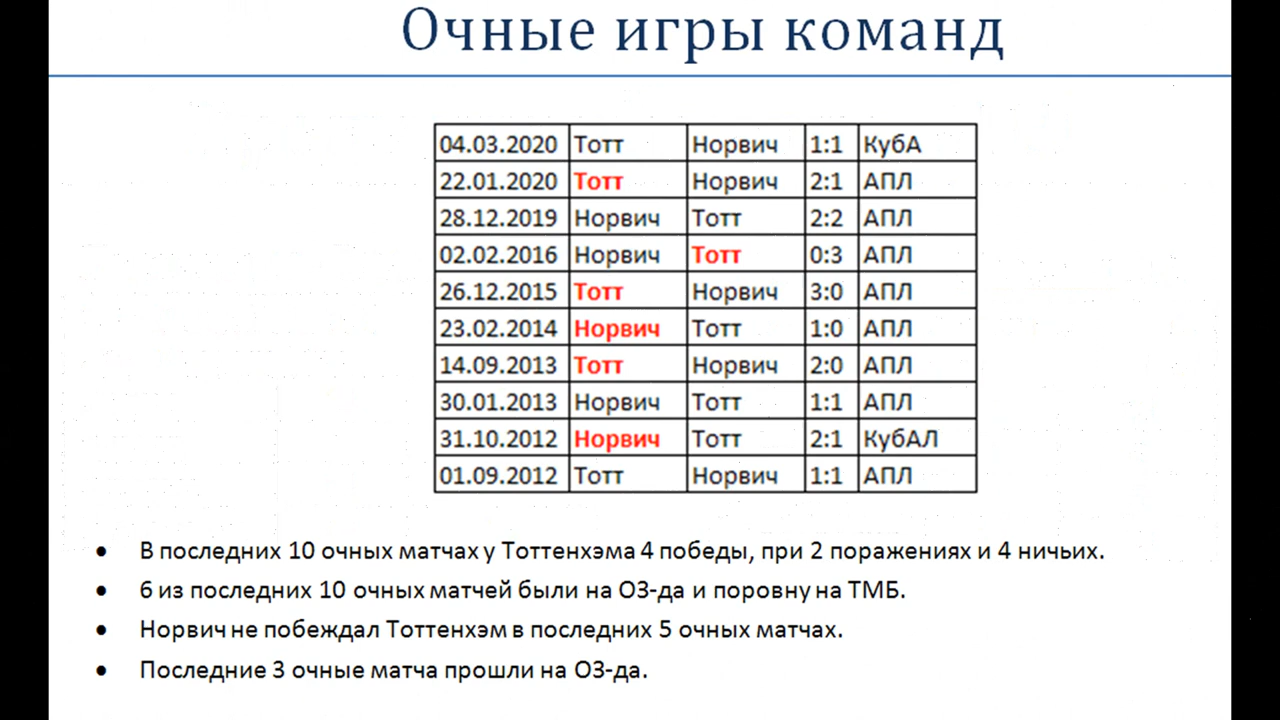 Очные игры команд
04.03.2020 Тотт Норвич 1:1 КубА
22.01.2020 Тотт Норвич 2:1 АПЛ
28.12.2019 Норвич Тотт 2:2 АПЛ
02.02.2016 Норвич Тотт 0:3 АПЛ
26.12.2015 Тотт Норвич 3:0 АПЛ
23.02.2014 Норвич Тотт 1:0 АПЛ
14.09.2013 Тотт Норвич 2:0 АПЛ
30.01.2013 Норвич Тотт 1:1 АПЛ
31.10.2012 Норвич Тотт 2:1 КубАЛ
01.09.2012 Тотт Норвич 1:1 АПЛ
• В последних 10 очных матчах у Тоттенхэма 4 победы, при 2 поражениях и 4 ничьих.
• 6 из последних 10 очных матчей были на ОЗ-да и поровну на ТМБ.
• Норвич не побеждал Тоттенхэм в последних 5 очных матчах.
• Последние 3 очные матча прошли на ОЗ-да.